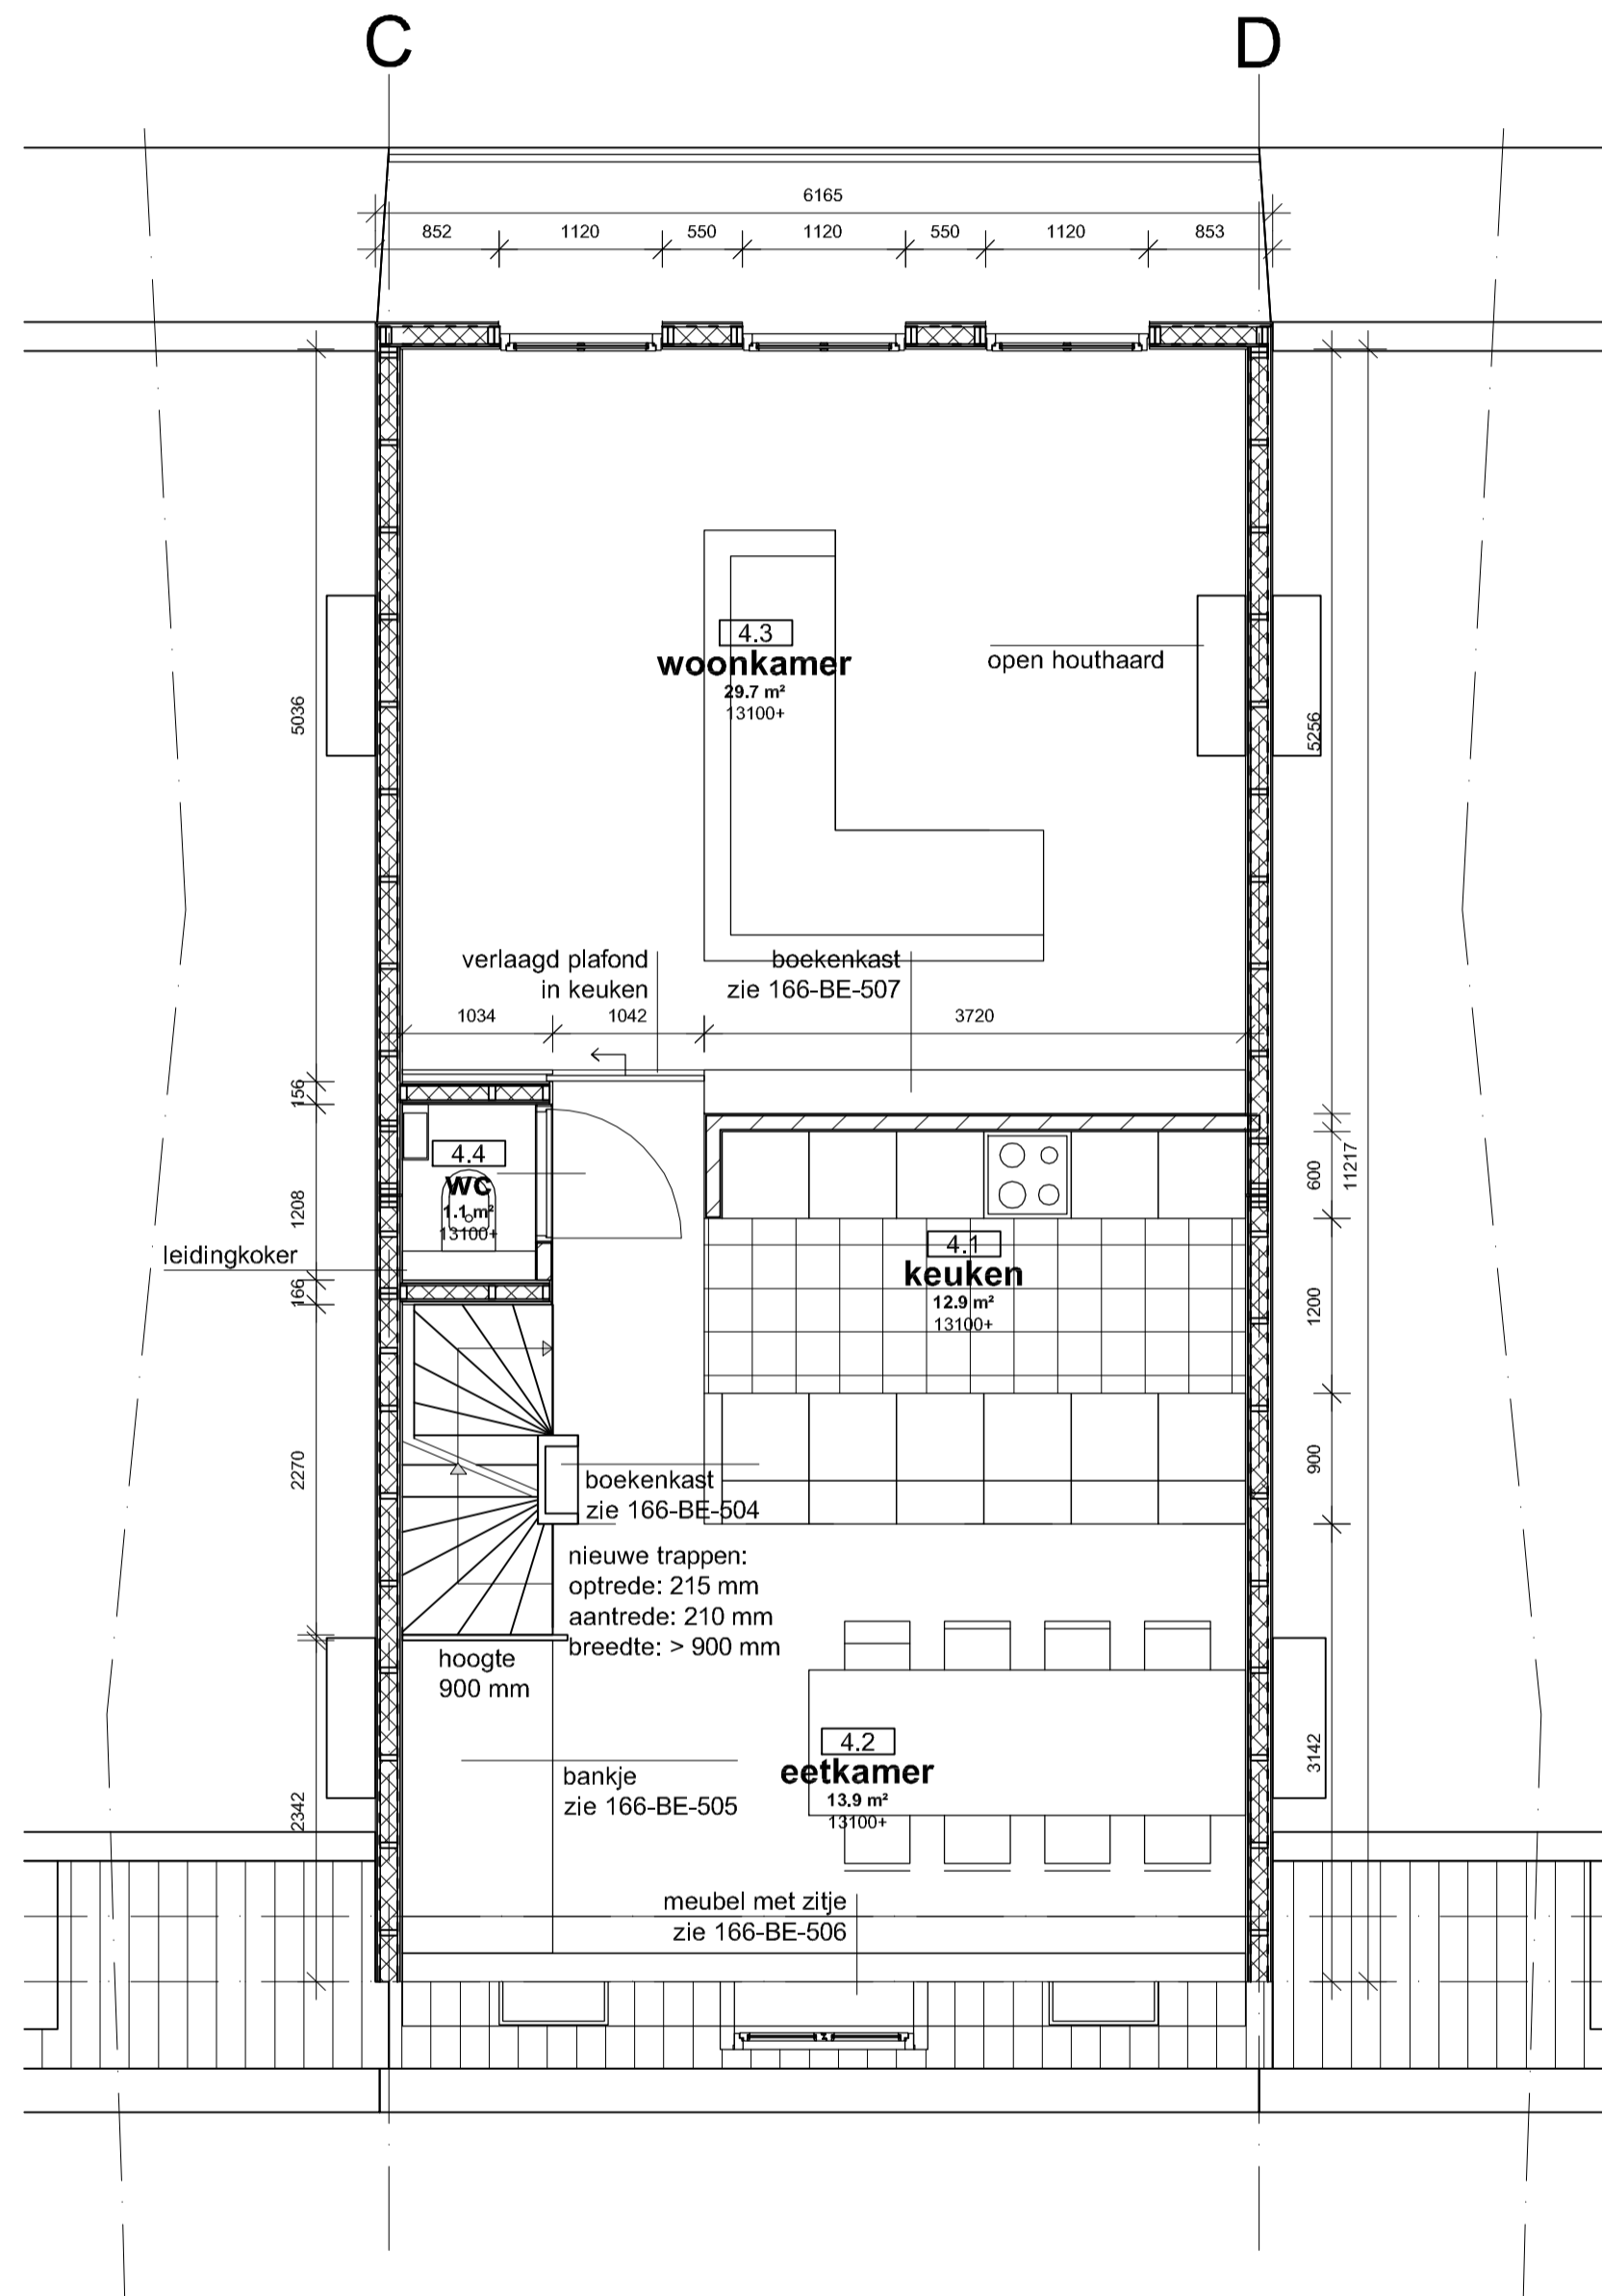 C
D
6165
852
1120
550
1120
550
1120
853
4.3
woonkamer
29.7 m²
13100+
open houthaard
5036
5256
verlaagd plafond
in keuken
boekenkast
zie 166-BE-507
1034
1042
3720
156
4.4
wc
1.1 m²
13100+
1208
600
11217
leidingkoker
166
4.1
keuken
12.9 m²
13100+
1200
2270
900
boekenkast
zie 166-BE-504
nieuwe trappen:
optrede: 215 mm
aantrede: 210 mm
breedte: > 900 mm
hoogte
900 mm
4.2
eetkamer
13.9 m²
13100+
3142
bankje
zie 166-BE-505
2342
meubel met zitje
zie 166-BE-506